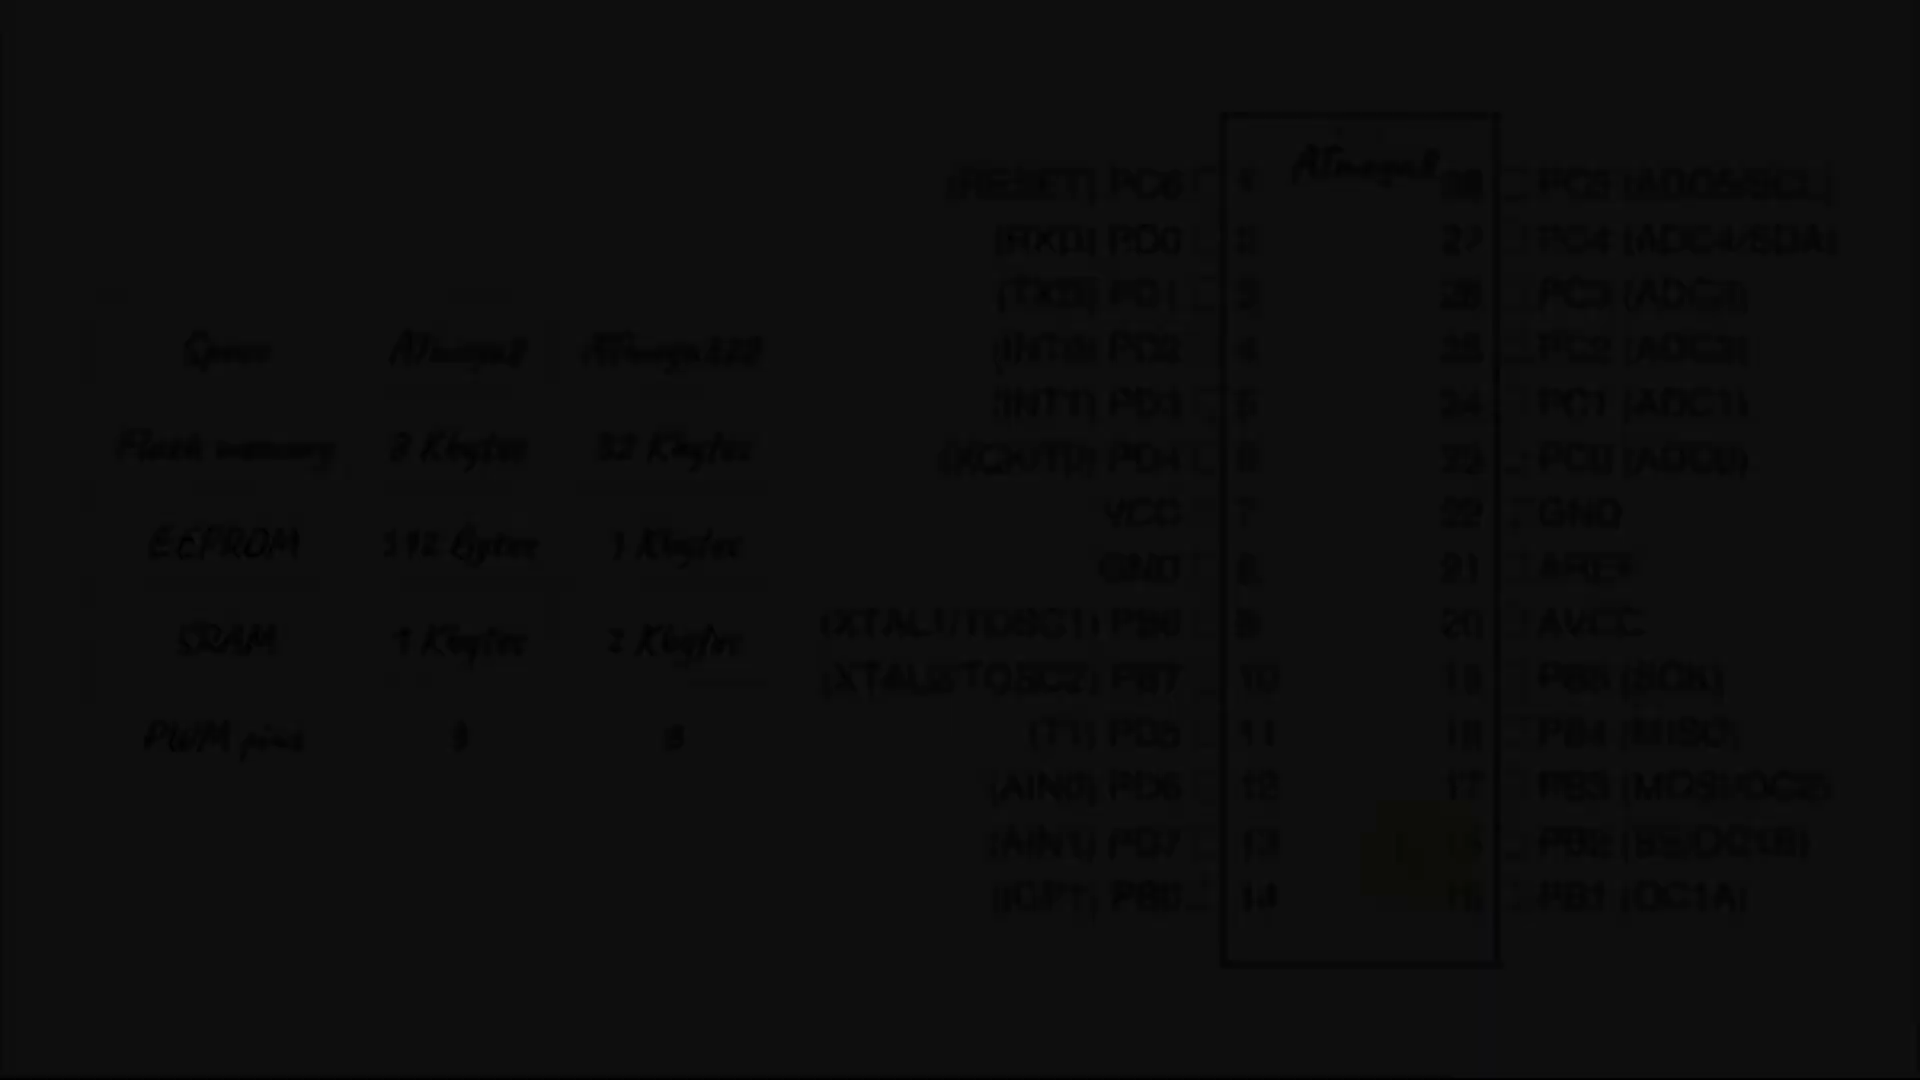 Specs ATmega8 ATmega328
Flash memory 8 Kbytes 32 Kbytes
EEPROM 512 Bytes 1 Kbytes
SRAM 1 Kbytes 2 Kbytes
PWM pins 3 6
ATmega8
(RESET) PC6 1 28 PC5 (ADC5/SCL)
(RXD) PD0 2 27 PC4 (ADC4/SDA)
(TXD) PD1 3 26 PC3 (ADC3)
(INT0) PD2 4 25 PC2 (ADC2)
(INT1) PD3 5 24 PC1 (ADC1)
(XCK/T0) PD4 6 23 PC0 (ADC0)
VCC 7 22 GND
GND 8 21 AREF
(XTAL1/TOSC1) PB6 9 20 AVCC
(XTAL2/TOSC2) PB7 10 19 PB5 (SCK)
(T1) PD5 11 18 PB4 (MISO)
(AIN0) PD6 12 17 PB3 (MOSI/OC2)
(AIN1) PD7 13 16 PB2 (SS/OC1B)
(ICP1) PB0 14 15 PB1 (OC1A)